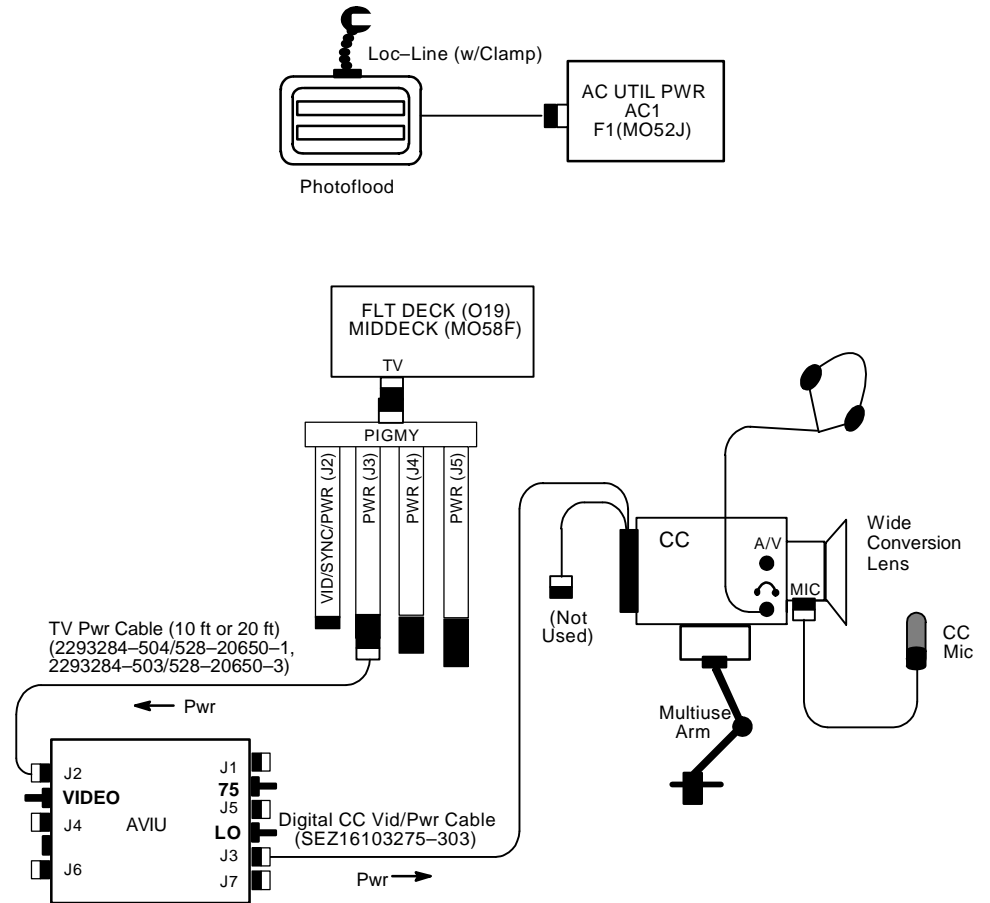 Loc–Line (w/Clamp)
AC UTIL PWR
AC1
F1(MO52J)
Photoflood
FLT DECK (O19)
MIDDECK (MO58F)
TV
PIGMY
VID/SYNC/PWR (J2)
PWR (J3)
PWR (J4)
PWR (J5)
CC
A/V
MIC
Wide
Conversion
Lens
(Not
Used)
CC
Mic
Multiuse
Arm
TV Pwr Cable (10 ft or 20 ft)
(2293284–504/528–20650–1,
2293284–503/528–20650–3)
Pwr
J2
VIDEO
J4
AVIU
J6
J1
75
J5
LO
J3
J7
Digital CC Vid/Pwr Cable
(SEZ16103275–303)
Pwr